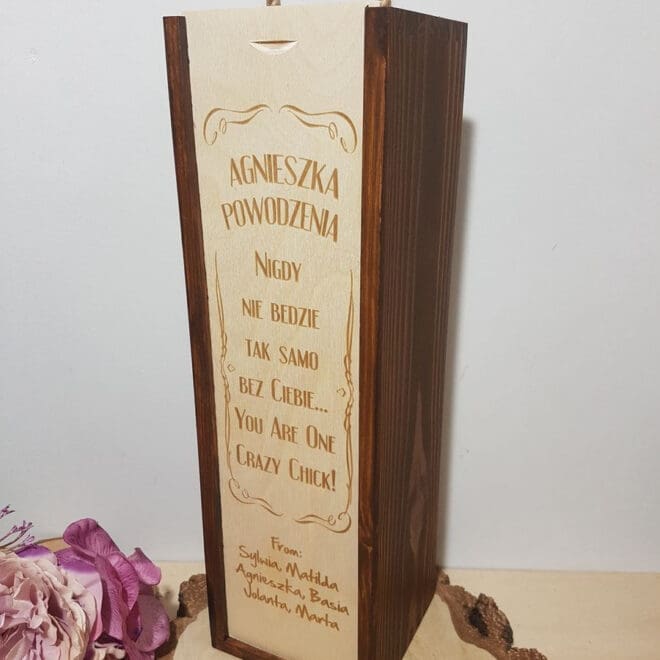 AGNIESZKA
POWODZENIA
NIGDY
NIE BEDZIE
TAK SAMO
BEZ CIEBIE...
YOU ARE ONE
CRAZY CHICK!
From:
Sylwia, Matilda
Agnieszka, Basia
Jolanta, Marta